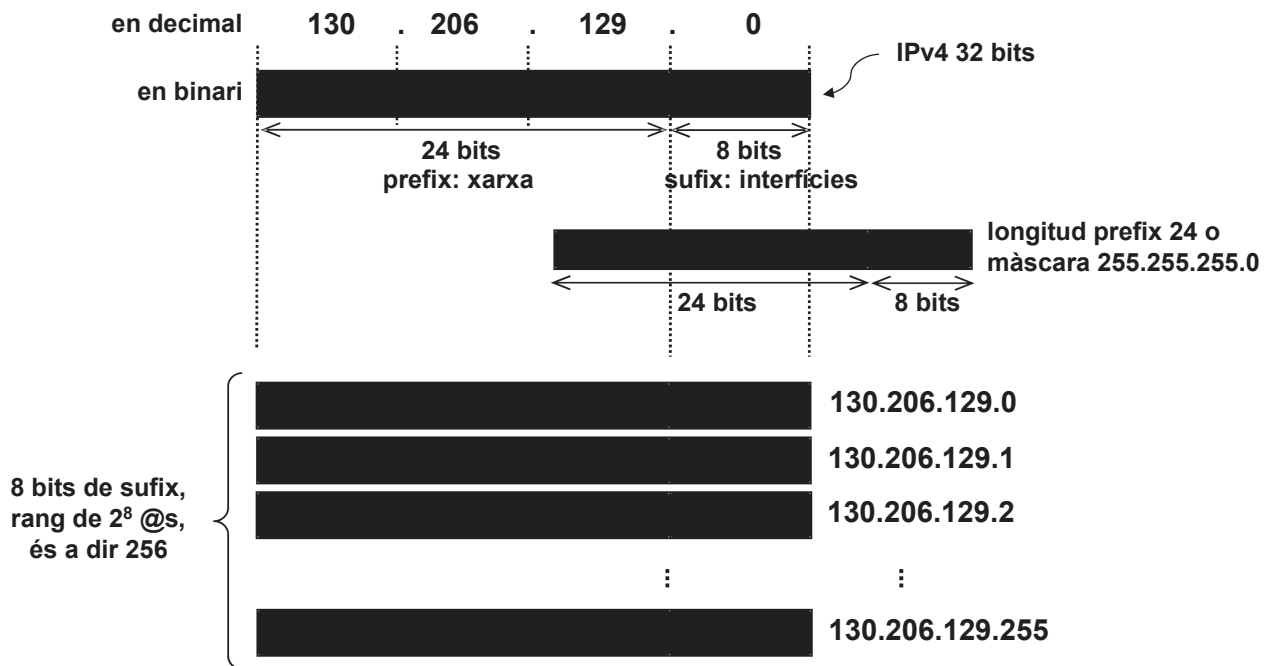 en decimal 130 . 206 . 129 . 0
IPv4 32 bits
en binari
24 bits 8 bits
prefix: xarxa sufix: interfícies
longitud prefix 24 o
màscara 255.255.255.0
24 bits 8 bits
130.206.129.0
130.206.129.1
8 bits de sufix,
rang de 2⁸ @s,
és a dir 256
130.206.129.2
⋮ ⋮
130.206.129.255